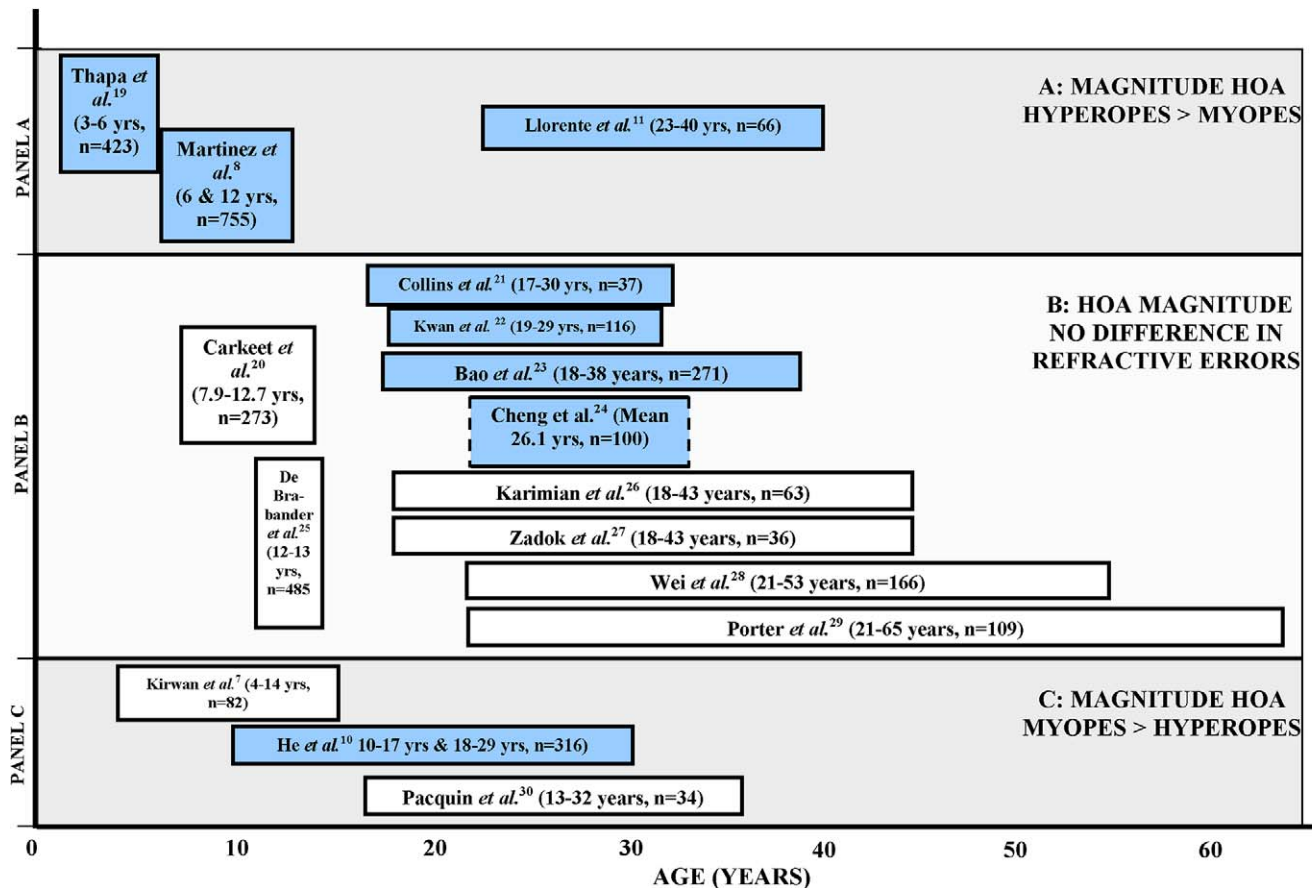 PANEL A
Thapa et
al.19
(3-6 yrs,
n=423)
Martinez et
al.8
(6 & 12 yrs,
n=755)
Llorente et al.11 (23-40 yrs, n=66)
A: MAGNITUDE HOA
HYPEROPES > MYOPES
PANEL B
Collins et al.21 (17-30 yrs, n=37)
Kwan et al. 22 (19-29 yrs, n=116)
Bao et al.23 (18-38 years, n=271)
Cheng et al.24 (Mean
26.1 yrs, n=100)
Carkeet et
al.20
(7.9-12.7 yrs,
n=273)
De
Bra-
bander
et al.25
(12-13
yrs,
n=485
Karimian et al.26 (18-43 years, n=63)
Zadok et al.27 (18-43 years, n=36)
Wei et al.28 (21-53 years, n=166)
Porter et al.29 (21-65 years, n=109)
B: HOA MAGNITUDE
NO DIFFERENCE IN
REFRACTIVE ERRORS
PANEL C
Kirwan et al.7 (4-14 yrs,
n=82)
He et al.10 10-17 yrs & 18-29 yrs, n=316)
Pacquin et al.30 (13-32 years, n=34)
C: MAGNITUDE HOA
MYOPES > HYPEROPES
0 10 20 30 40 50 60
AGE (YEARS)